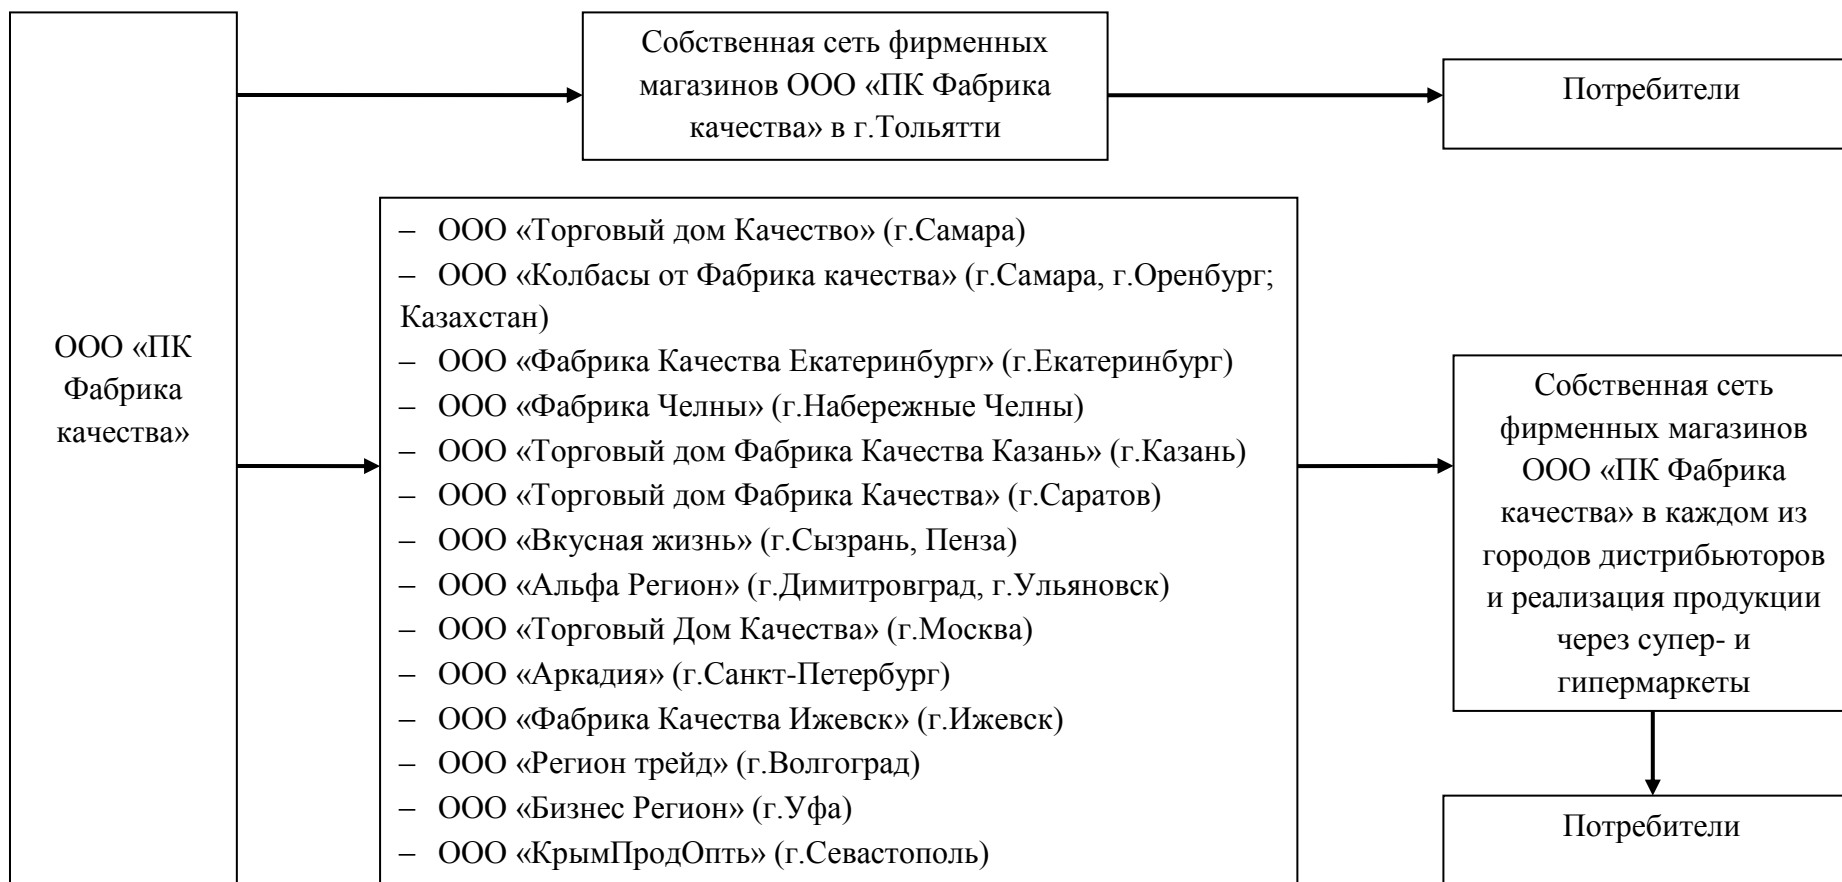 ООО «ПК
Фабрика
качества»
Собственная сеть фирменных
магазинов ООО «ПК Фабрика
качества» в г.Тольятти
Потребители
– ООО «Торговый дом Качество» (г.Самара)
– ООО «Колбасы от Фабрика качества» (г.Самара, г.Оренбург;
Казахстан)
– ООО «Фабрика Качества Екатеринбург» (г.Екатеринбург)
– ООО «Фабрика Челны» (г.Набережные Челны)
– ООО «Торговый дом Фабрика Качества Казань» (г.Казань)
– ООО «Торговый дом Фабрика Качества» (г.Саратов)
– ООО «Вкусная жизнь» (г.Сызрань, Пенза)
– ООО «Альфа Регион» (г.Димитровград, г.Ульяновск)
– ООО «Торговый Дом Качества» (г.Москва)
– ООО «Аркадия» (г.Санкт-Петербург)
– ООО «Фабрика Качества Ижевск» (г.Ижевск)
– ООО «Регион трейд» (г.Волгоград)
– ООО «Бизнес Регион» (г.Уфа)
– ООО «КрымПродОпть» (г.Севастополь)
Собственная сеть
фирменных магазинов
ООО «ПК Фабрика
качества» в каждом из
городов дистрибьюторов
и реализация продукции
через супер- и
гипермаркеты
Потребители